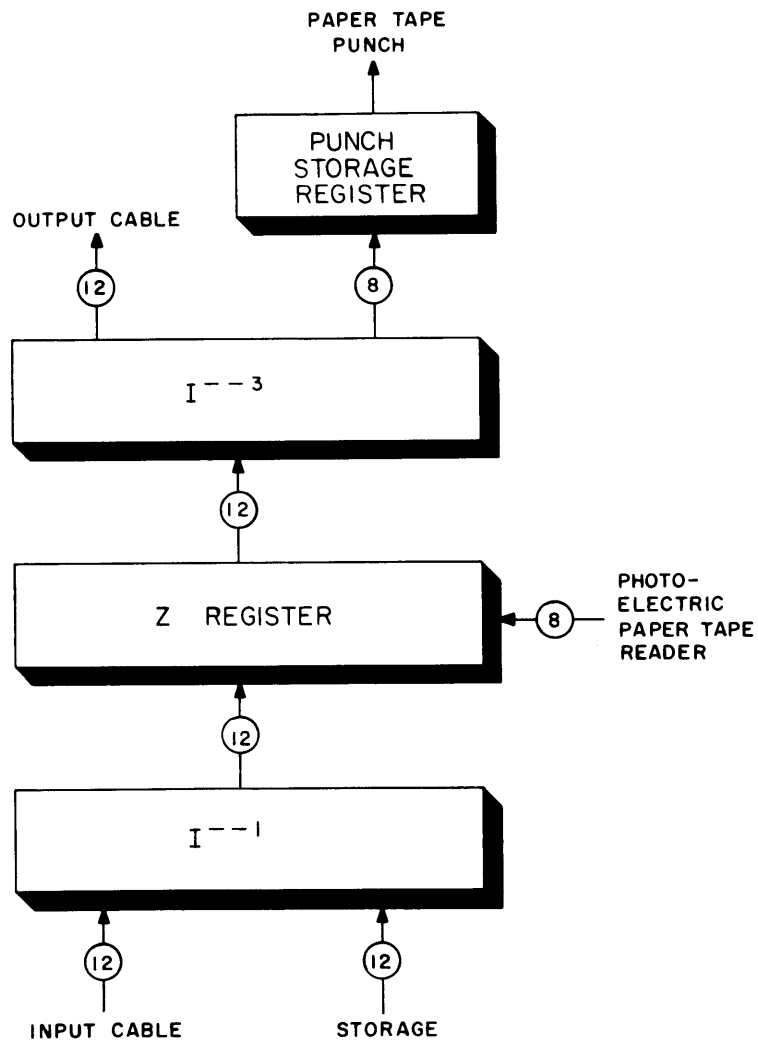 PAPER TAPE
PUNCH
PUNCH
STORAGE
REGISTER
OUTPUT CABLE
12
8
I--3
12
Z REGISTER
8
PHOTO-
ELECTRIC
PAPER TAPE
READER
12
I--1
12
12
INPUT CABLE
STORAGE